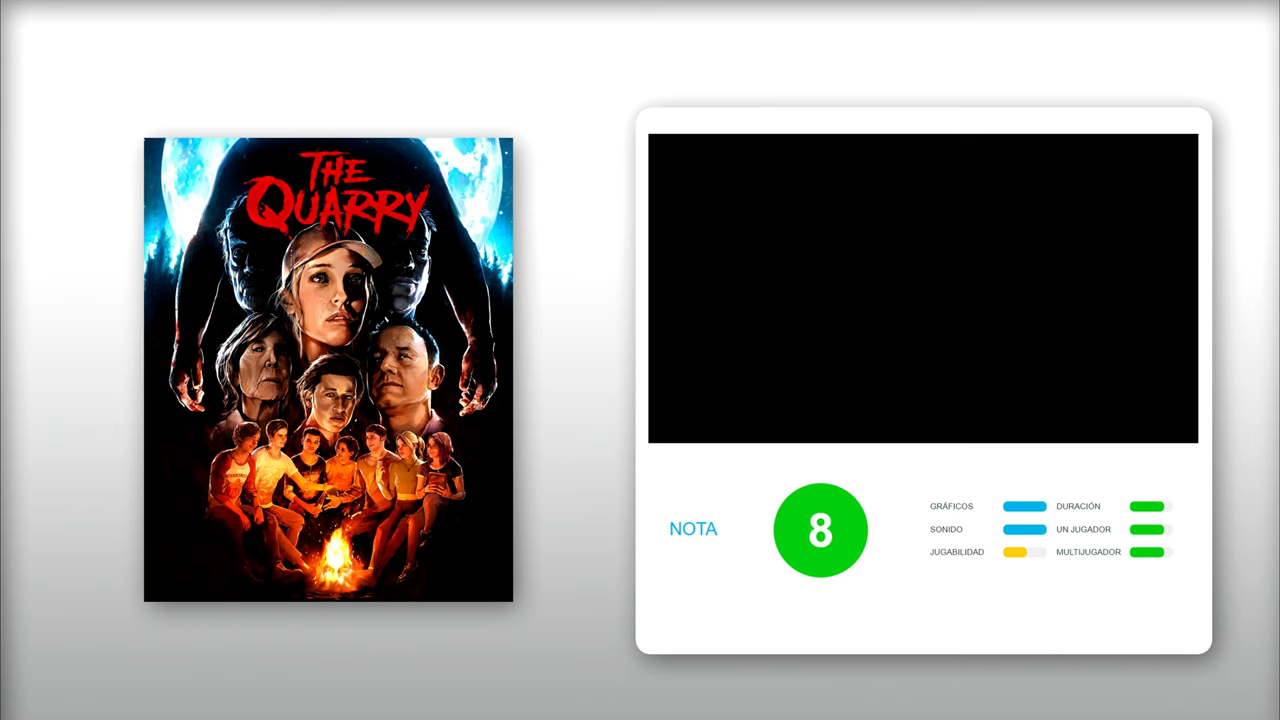 THE
QUARRY
NOTA
8
GRÁFICOS
DURACIÓN
SONIDO
UN JUGADOR
JUGABILIDAD
MULTIJUGADOR